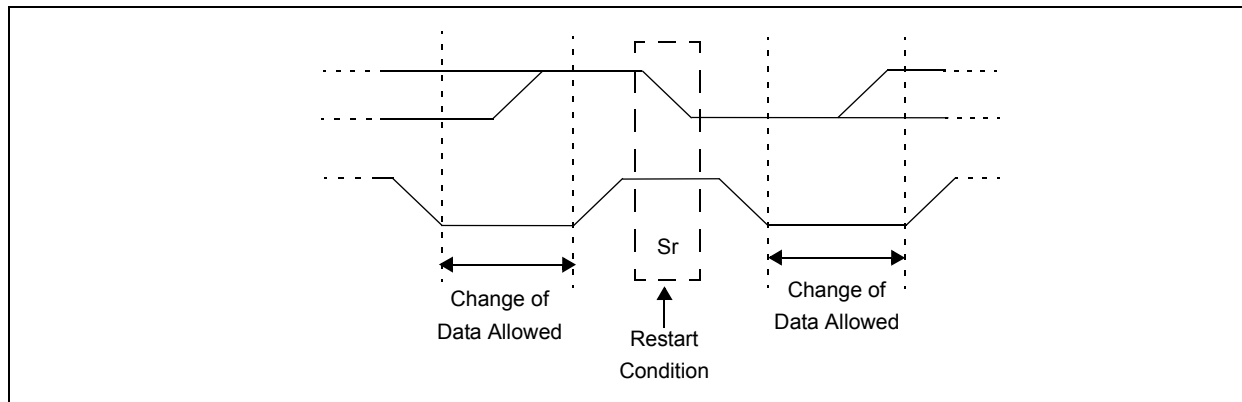 Sr
Change of
Data Allowed
Restart
Condition
Change of
Data Allowed